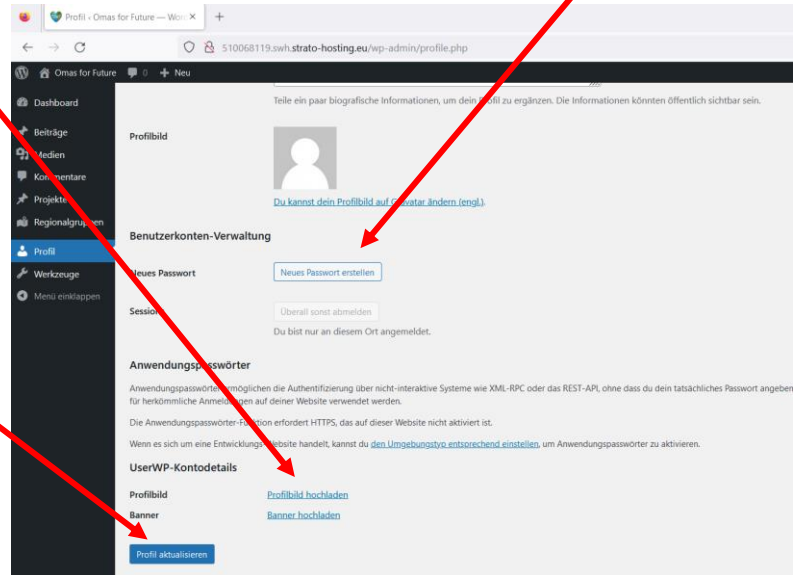 Profil ‹ Omas for Future — Wor
510068119.swh.strato-hosting.eu/wp-admin/profile.php
Omas for Future 0 + Neu
Dashboard
Beiträge
Medien
Kommentare
Projekte
Regionalgruppen
Profil
Werkzeuge
Menü einklappen
Teile ein paar biografische Informationen, um dein Profil zu ergänzen. Die Informationen könnten öffentlich sichtbar sein.
Profilbild
Du kannst dein Profilbild auf Gravatar ändern (engl.).
Benutzerkonten-Verwaltung
Neues Passwort Neues Passwort erstellen
Session Überall sonst abmelden
Du bist nur an diesem Ort angemeldet.
Anwendungspasswörter
Anwendungspasswörter ermöglichen die Authentifizierung über nicht-interaktive Systeme wie XML-RPC oder das REST-API, ohne dass du dein tatsächliches Passwort angeben
für herkömmliche Anmeldungen auf deiner Website verwendet werden.
Die Anwendungspasswörter-Funktion erfordert HTTPS, das auf dieser Website nicht aktiviert ist.
Wenn es sich um eine Entwicklungs-Website handelt, kannst du den Umgebungstyp entsprechend einstellen, um Anwendungspasswörter zu aktivieren.
UserWP-Kontodetails
Profilbild Profilbild hochladen
Banner Banner hochladen
Profil aktualisieren